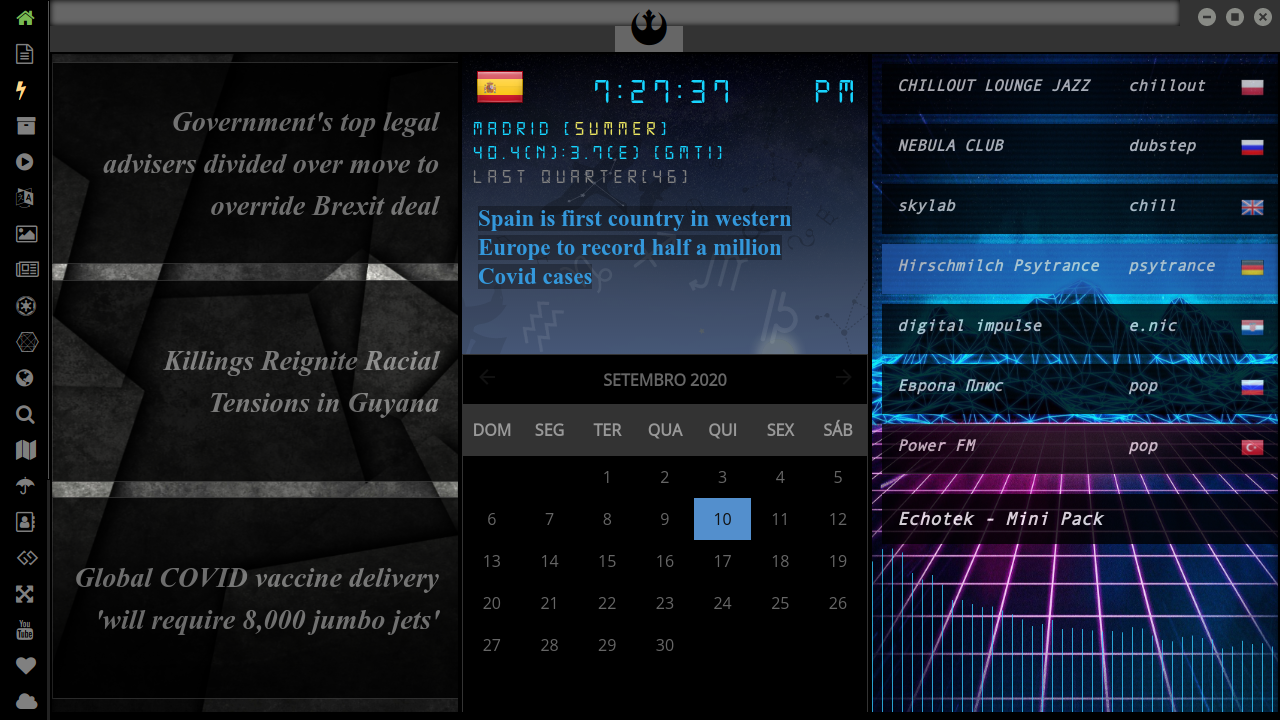 Government's top legal
advisers divided over move to
override Brexit deal
Killings Reignite Racial
Tensions in Guyana
Global COVID vaccine delivery
'will require 8,000 jumbo jets'
7:27:37 PM
MADRID (SUMMER)
40.4(N):3.7(E) (GMT1)
LAST QUARTER(46)
Spain is first country in western
Europe to record half a million
Covid cases
SETEMBRO 2020
DOM SEG TER QUA QUI SEX SÁB
1 2 3 4 5
6 7 8 9 10 11 12
13 14 15 16 17 18 19
20 21 22 23 24 25 26
27 28 29 30
CHILLOUT LOUNGE JAZZ chillout
NEBULA CLUB dubstep
skylab chill
Hirschmilch Psytrance psytrance
digital impulse e.nic
Европа Плюс pop
Power FM pop
Echotek - Mini Pack
You
Tube